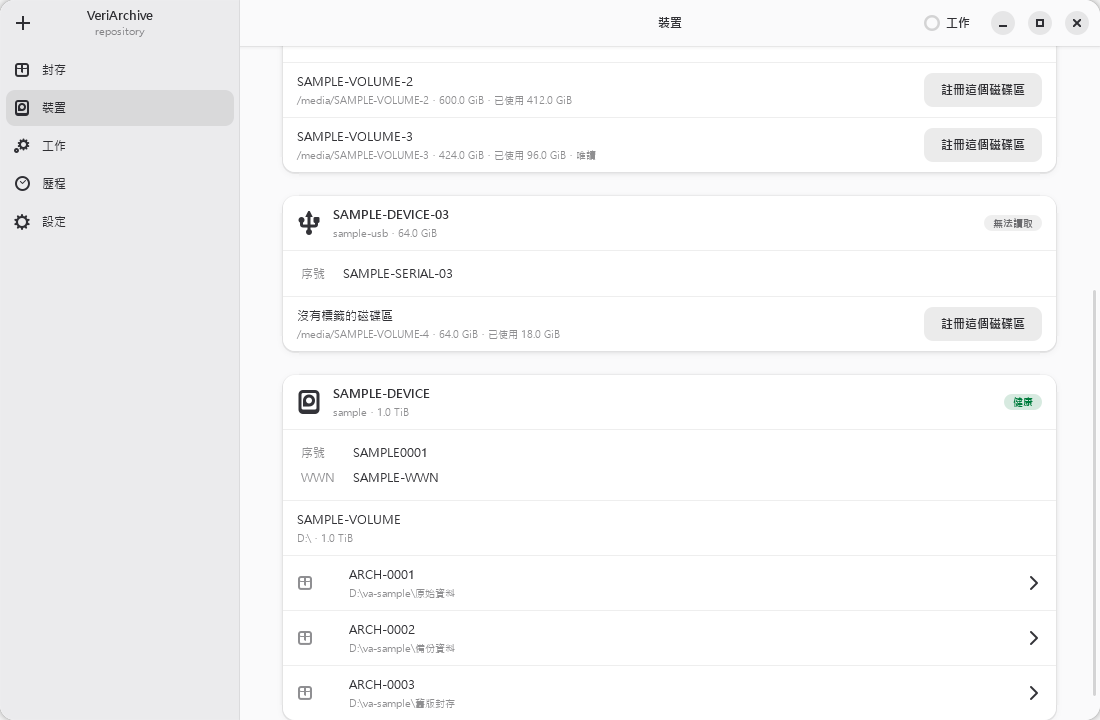 VeriArchive
repository
封存
裝置
工作
歷程
設定
裝置
工作
SAMPLE-VOLUME-2
/media/SAMPLE-VOLUME-2 · 600.0 GiB · 已使用 412.0 GiB
註冊這個磁碟區
SAMPLE-VOLUME-3
/media/SAMPLE-VOLUME-3 · 424.0 GiB · 已使用 96.0 GiB · 唯讀
註冊這個磁碟區
SAMPLE-DEVICE-03
sample-usb · 64.0 GiB
無法讀取
序號 SAMPLE-SERIAL-03
沒有標籤的磁碟區
/media/SAMPLE-VOLUME-4 · 64.0 GiB · 已使用 18.0 GiB
註冊這個磁碟區
SAMPLE-DEVICE
sample · 1.0 TiB
健康
序號 SAMPLE0001
WWN SAMPLE-WWN
SAMPLE-VOLUME
D:\ · 1.0 TiB
ARCH-0001
D:\va-sample\原始資料
ARCH-0002
D:\va-sample\備份資料
ARCH-0003
D:\va-sample\舊版封存